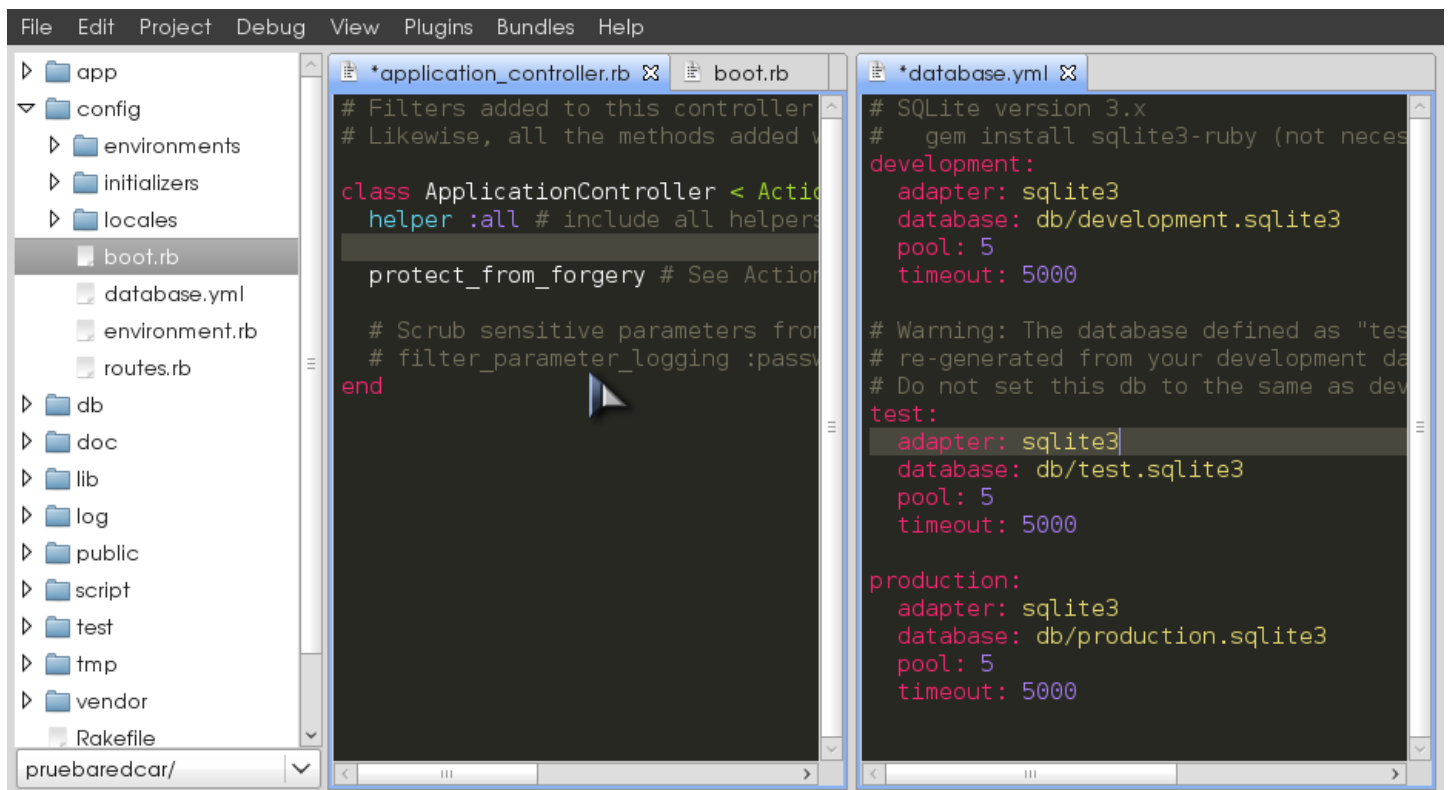 File Edit Project Debug View Plugins Bundles Help
app
config
environments
initializers
locales
boot.rb
database.yml
environment.rb
routes.rb
db
doc
lib
log
public
script
test
tmp
vendor
Rakefile
pruebaredcar/
*application_controller.rb boot.rb
# Filters added to this controller
# Likewise, all the methods added
class ApplicationController < Actio
  helper :all # include all helpers
  protect_from_forgery # See Action
  # Scrub sensitive parameters from
  # filter_parameter_logging :passw
end
*database.yml
# SQLite version 3.x
#   gem install sqlite3-ruby (not neces
development:
  adapter: sqlite3
  database: db/development.sqlite3
  pool: 5
  timeout: 5000
# Warning: The database defined as "tes
# re-generated from your development da
# Do not set this db to the same as dev
test:
  adapter: sqlite3
  database: db/test.sqlite3
  pool: 5
  timeout: 5000
production:
  adapter: sqlite3
  database: db/production.sqlite3
  pool: 5
  timeout: 5000